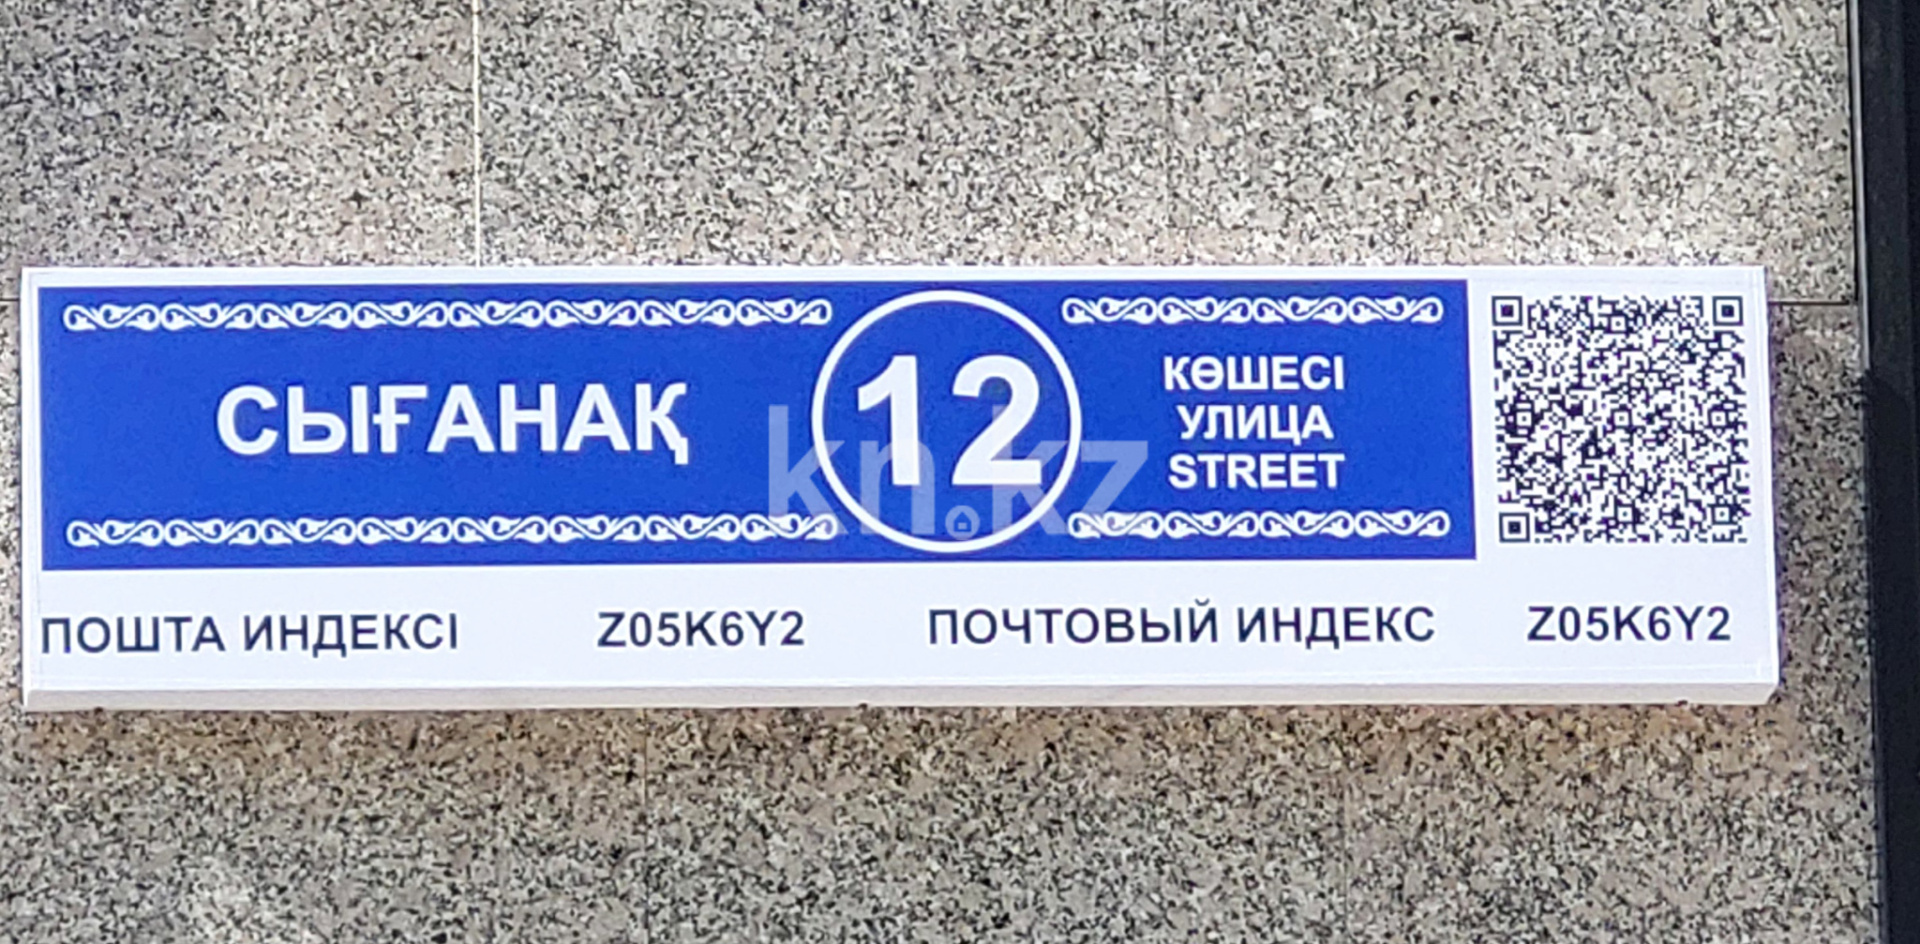 СЫҒАНАҚ
12
КӨШЕСІ
УЛИЦА
STREET
kn.kz
ПОШТА ИНДЕКСІ Z05K6Y2 ПОЧТОВЫЙ ИНДЕКС Z05K6Y2